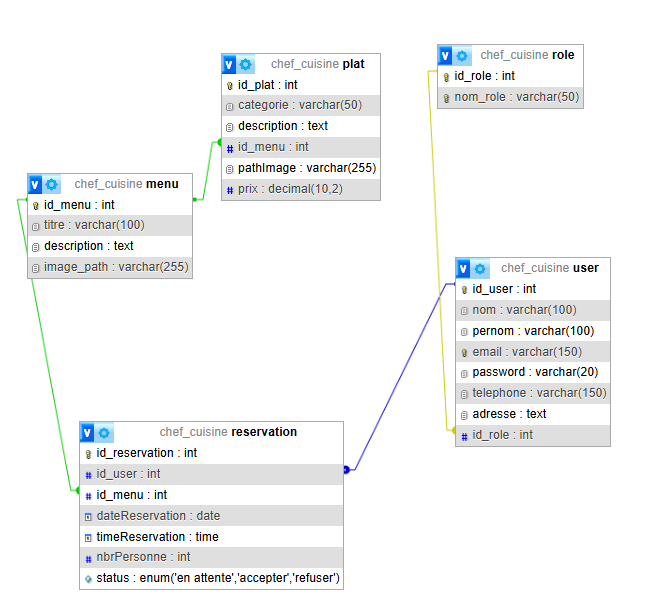 chef_cuisine plat
id_plat : int
categorie : varchar(50)
description : text
id_menu : int
pathImage : varchar(255)
prix : decimal(10,2)
chef_cuisine role
id_role : int
nom_role : varchar(50)
chef_cuisine menu
id_menu : int
titre : varchar(100)
description : text
image_path : varchar(255)
chef_cuisine user
id_user : int
nom : varchar(100)
pernom : varchar(100)
email : varchar(150)
password : varchar(20)
telephone : varchar(150)
adresse : text
id_role : int
chef_cuisine reservation
id_reservation : int
id_user : int
id_menu : int
dateReservation : date
timeReservation : time
nbrPersonne : int
status : enum('en attente','accepter','refuser')